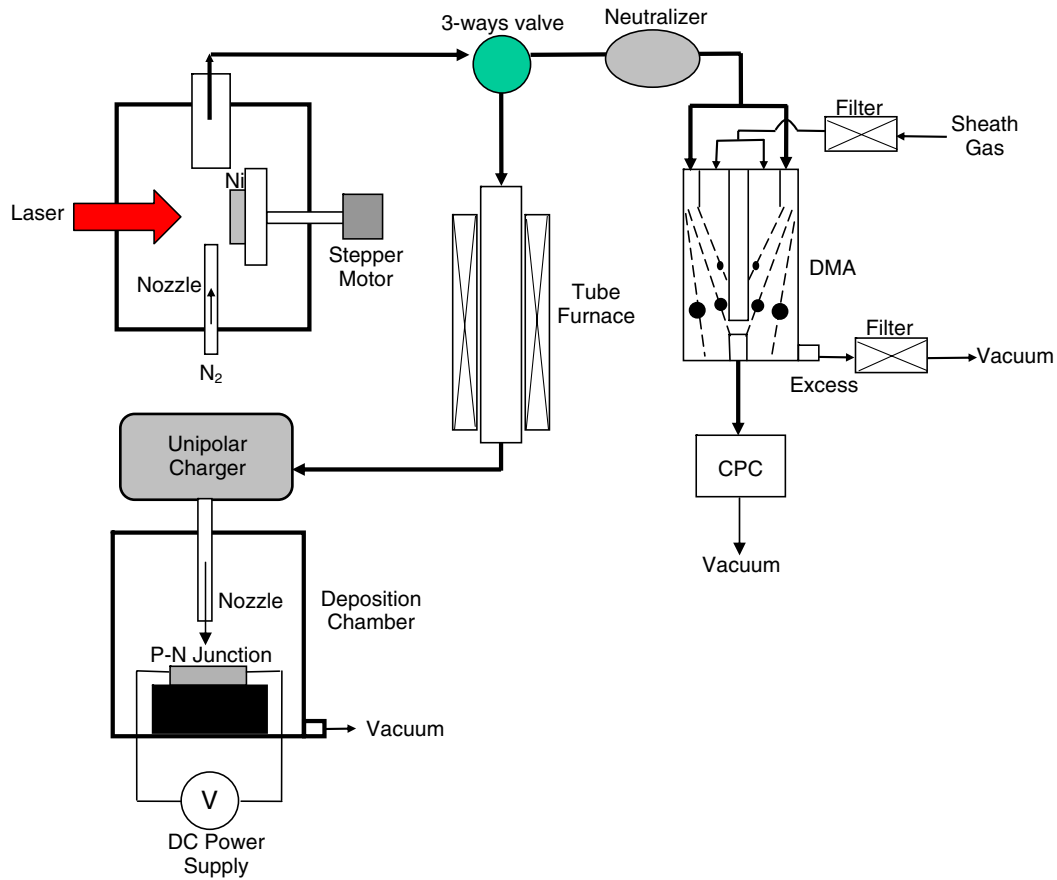 3-ways valve
Neutralizer
Filter
Sheath
Gas
Laser
Ni
Stepper
Motor
Nozzle
N2
Tube
Furnace
DMA
Filter
Vacuum
Excess
Unipolar
Charger
CPC
Vacuum
Nozzle
Deposition
Chamber
P-N Junction
Vacuum
V
DC Power
Supply